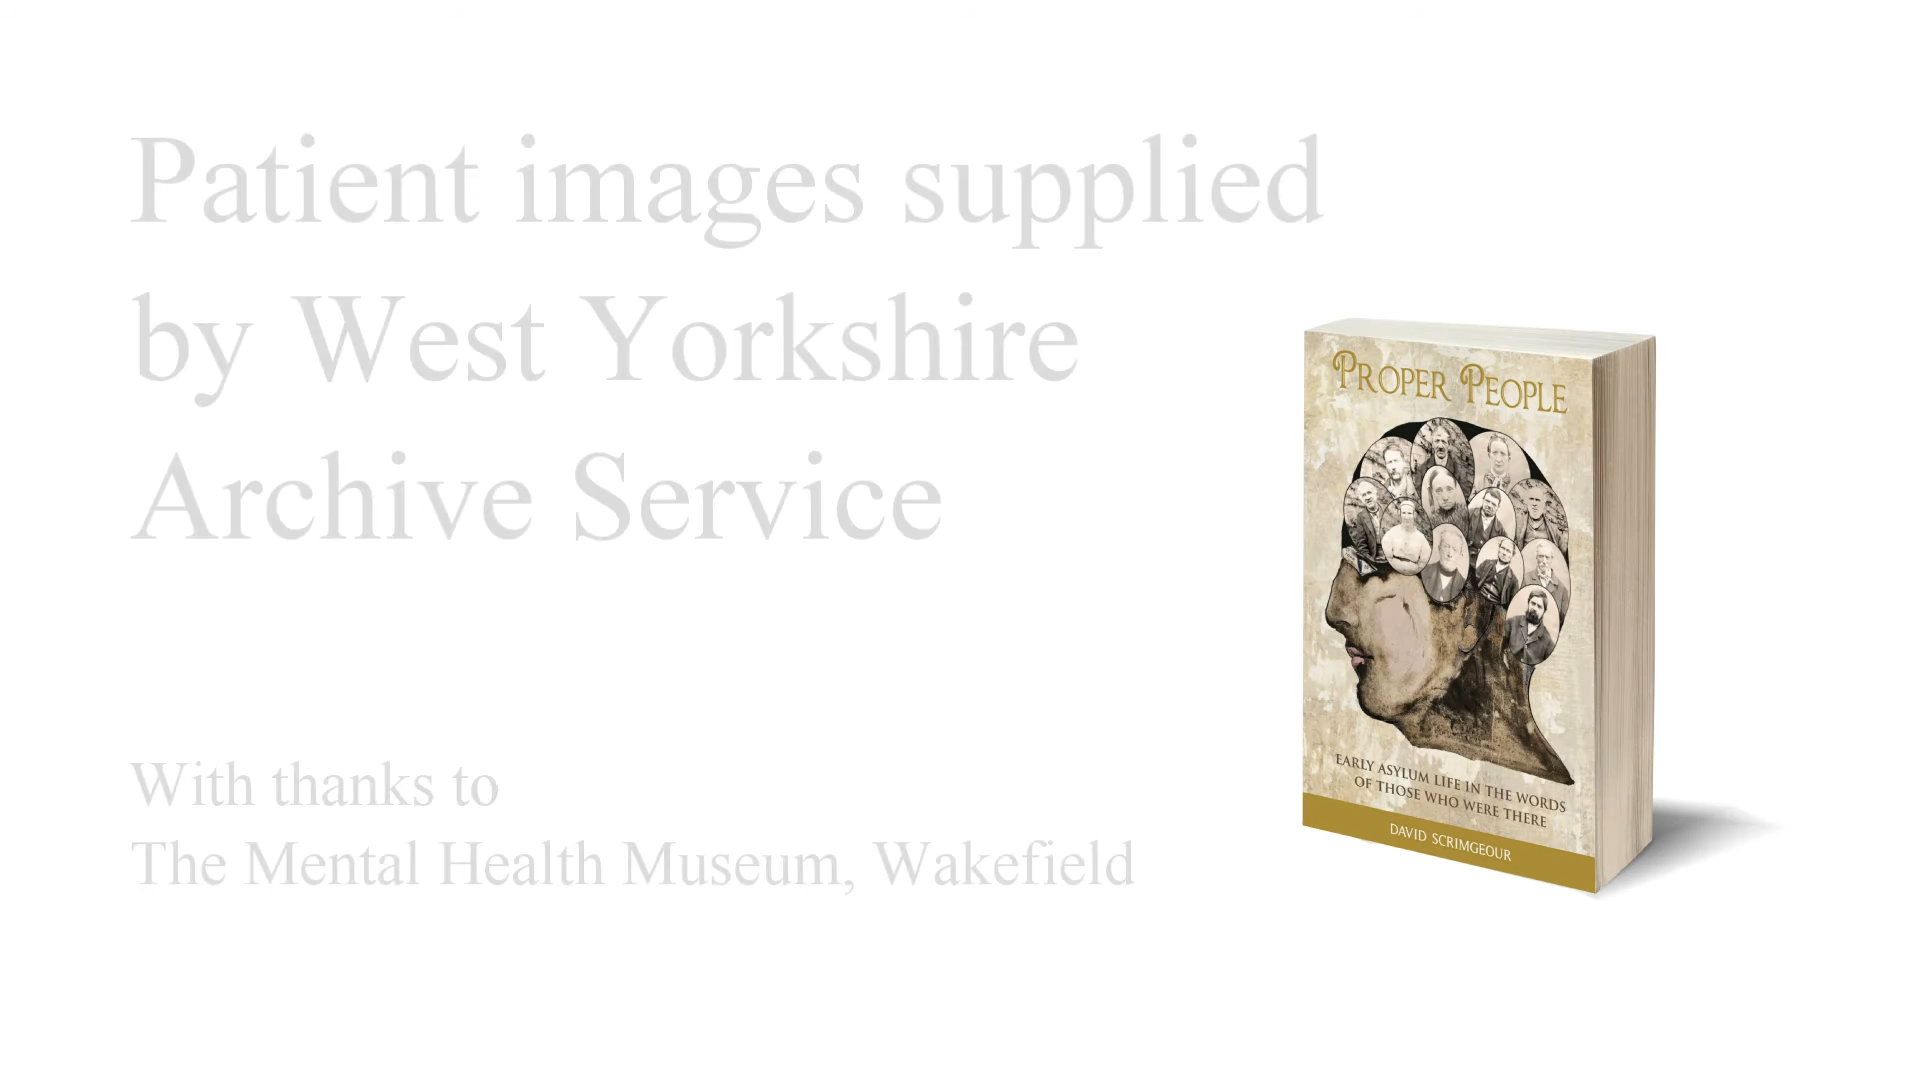 Patient images supplied
by West Yorkshire
Archive Service
With thanks to
The Mental Health Museum, Wakefield
PROPER PEOPLE
EARLY ASYLUM LIFE IN THE WORDS
OF THOSE WHO WERE THERE
DAVID SCRIMGEOUR